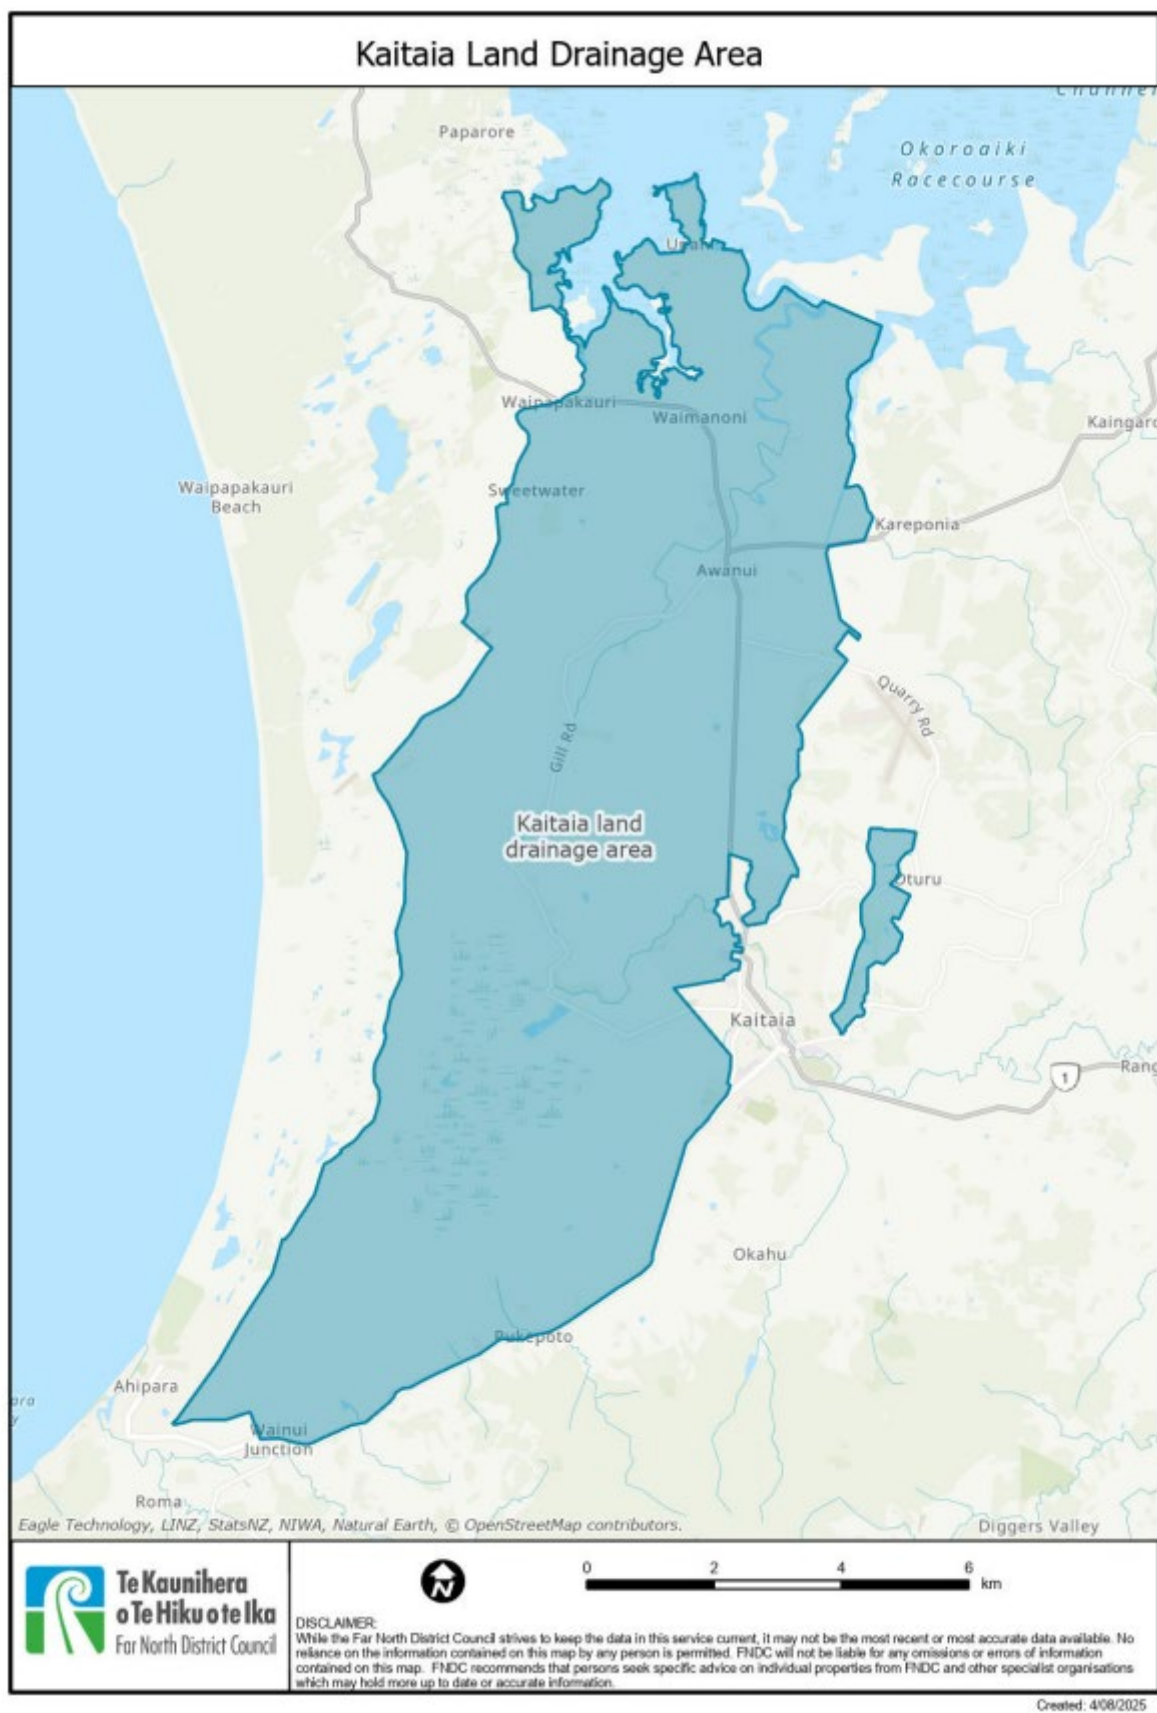 Kaitaia Land Drainage Area
Channel
Paparore
Okoroaiki
Racecourse
Waipapakauri
Waimanoni
Kaingaro
Waipapakauri
Beach
Sweetwater
Kareponia
Awanui
Quarry Rd
Gill Rd
Kaitaia land
drainage area
Oturu
Kaitaia
1
Rang
Okahu
Pukepoto
Ahipara
Wainui
Junction
Roma
Eagle Technology, LINZ, StatsNZ, NIWA, Natural Earth, © OpenStreetMap contributors.
Diggers Valley
Te Kaunihera
o Te Hiku o te Ika
Far North District Council
N
0 2 4 6
km
DISCLAIMER:
While the Far North District Council strives to keep the data in this service current, it may not be the most recent or most accurate data available. No
reliance on the information contained on this map by any person is permitted. FNDC will not be liable for any omissions or errors of information
contained on this map. FNDC recommends that persons seek specific advice on individual properties from FNDC and other specialist organisations
which may hold more up to date or accurate information.
Created: 4/08/2025